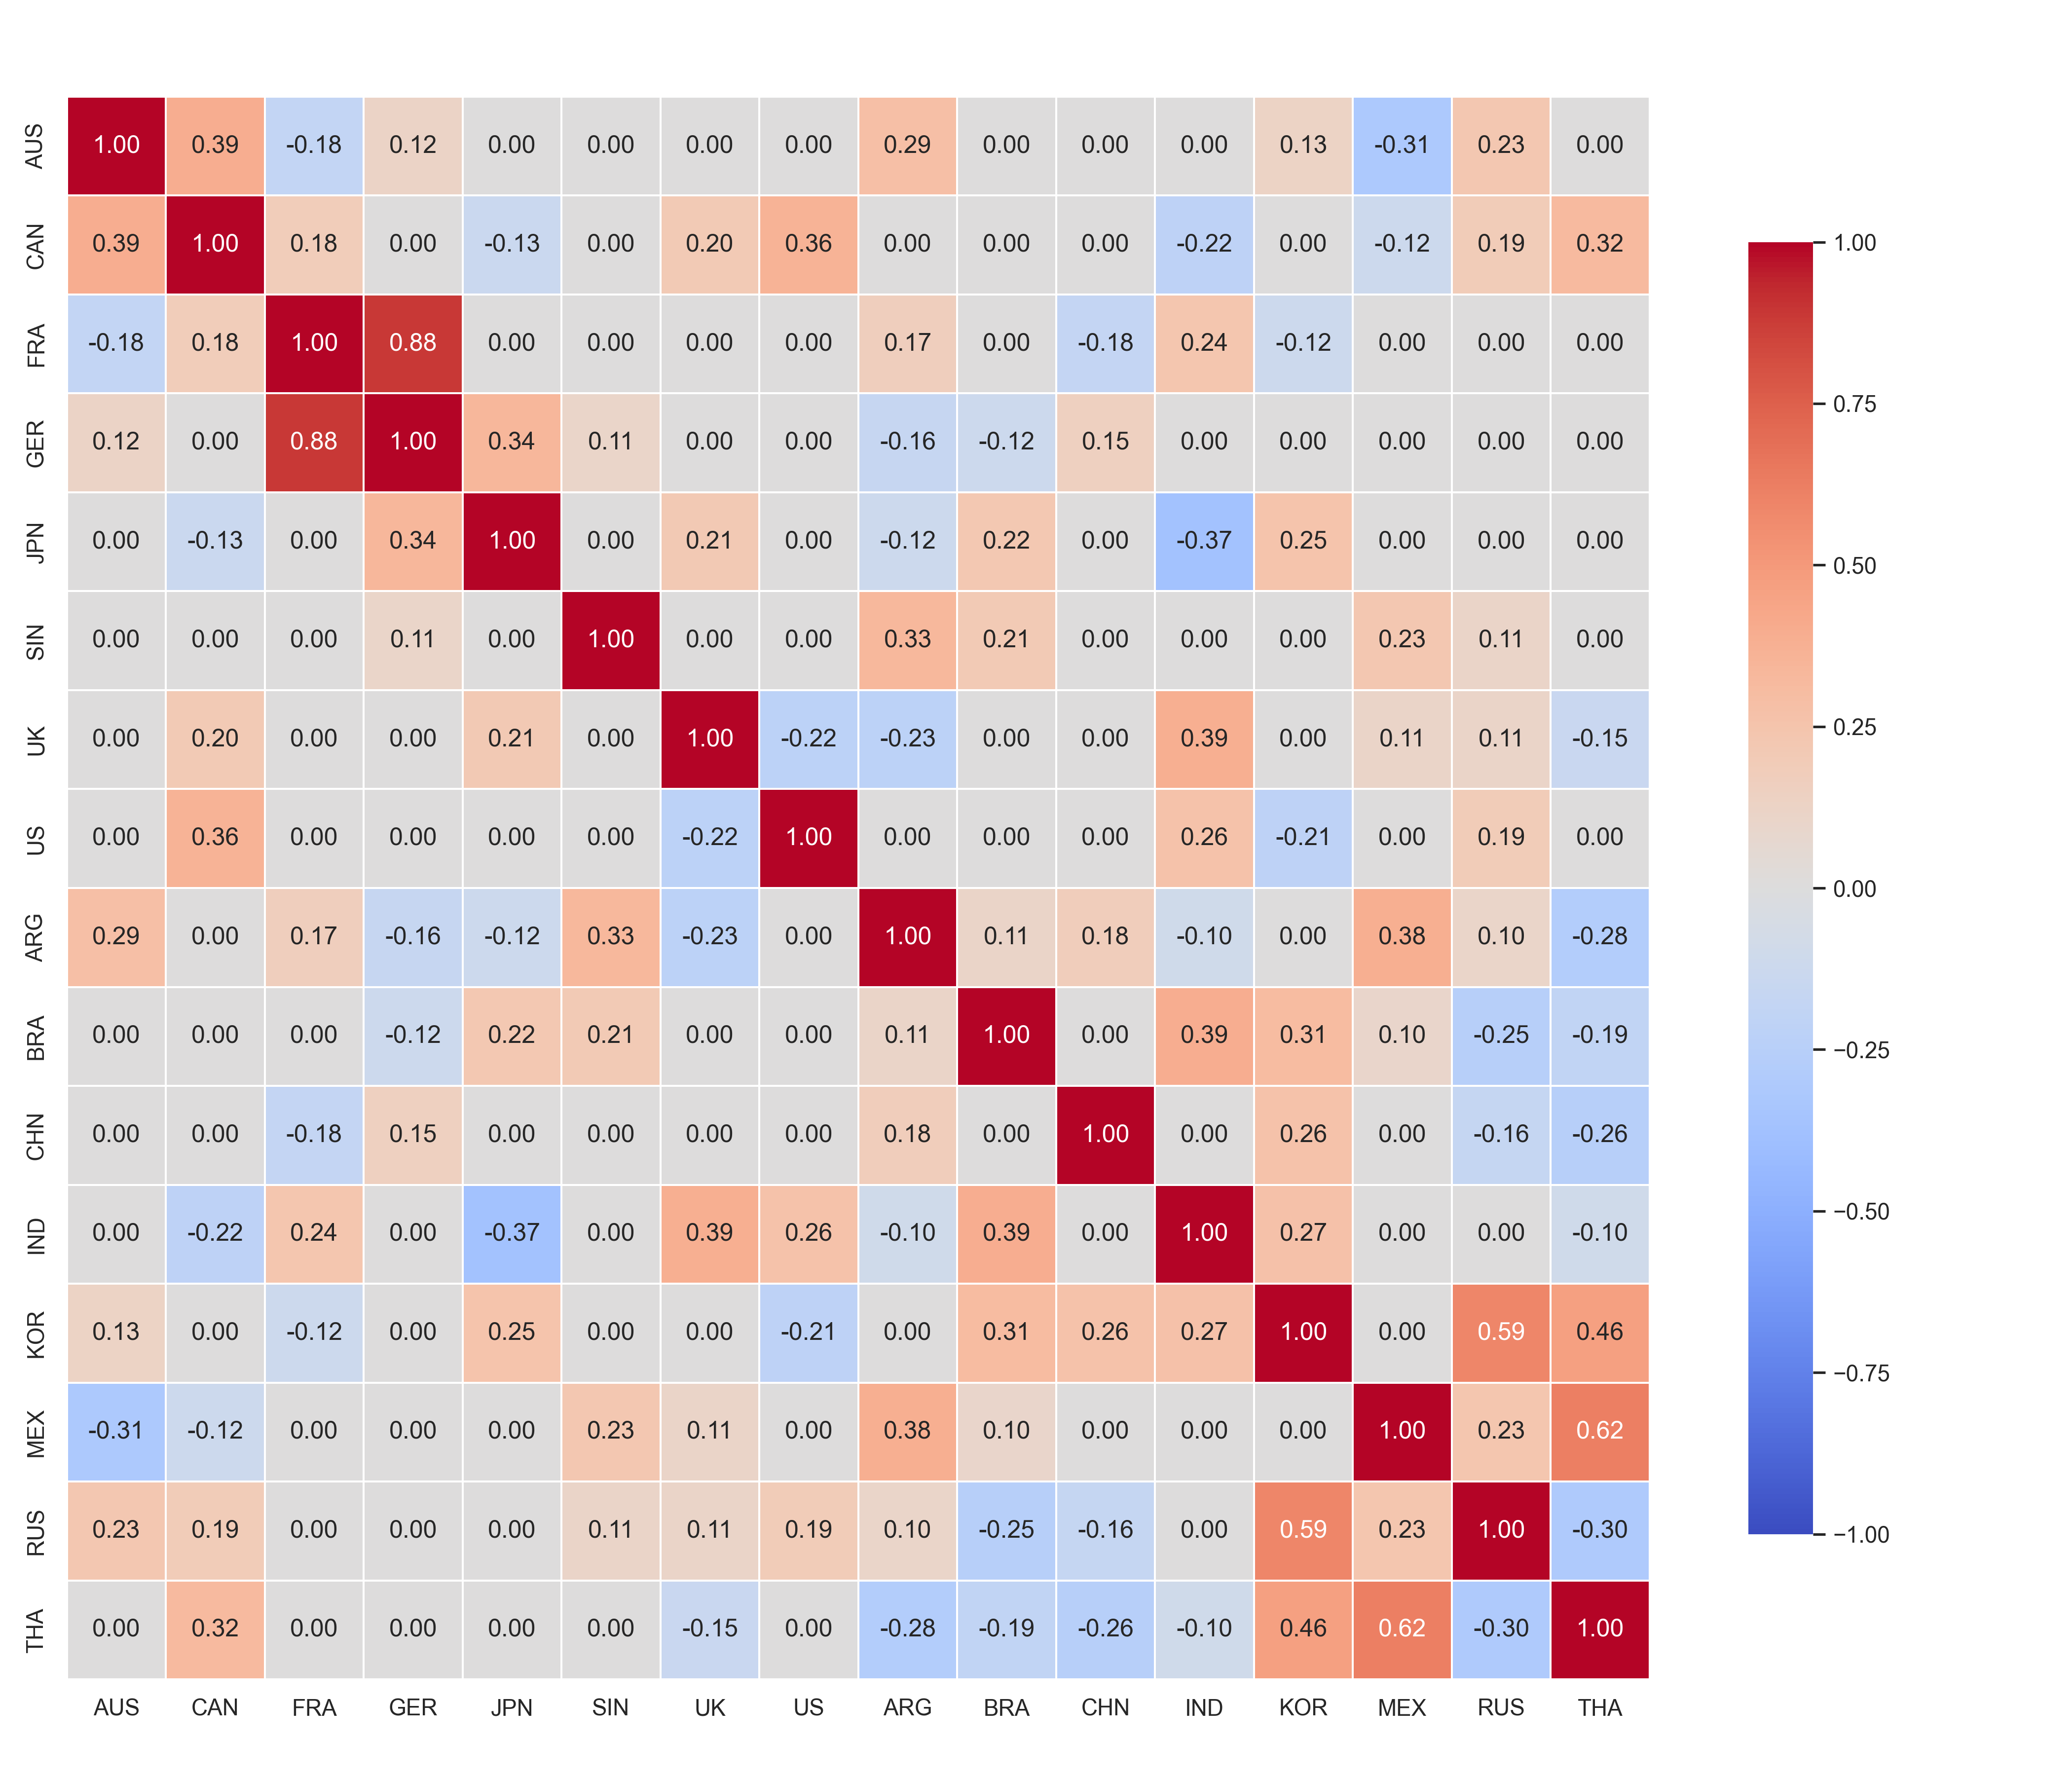 AUS 1.00 0.39 -0.18 0.12 0.00 0.00 0.00 0.00 0.29 0.00 0.00 0.00 0.13 -0.31 0.23 0.00
CAN 0.39 1.00 0.18 0.00 -0.13 0.00 0.20 0.36 0.00 0.00 0.00 -0.22 0.00 -0.12 0.19 0.32
FRA -0.18 0.18 1.00 0.88 0.00 0.00 0.00 0.00 0.17 0.00 -0.18 0.24 -0.12 0.00 0.00 0.00
GER 0.12 0.00 0.88 1.00 0.34 0.11 0.00 0.00 -0.16 -0.12 0.15 0.00 0.00 0.00 0.00 0.00
JPN 0.00 -0.13 0.00 0.34 1.00 0.00 0.21 0.00 -0.12 0.22 0.00 -0.37 0.25 0.00 0.00 0.00
SIN 0.00 0.00 0.00 0.11 0.00 1.00 0.00 0.00 0.33 0.21 0.00 0.00 0.00 0.23 0.11 0.00
UK 0.00 0.20 0.00 0.00 0.21 0.00 1.00 -0.22 -0.23 0.00 0.00 0.39 0.00 0.11 0.11 -0.15
US 0.00 0.36 0.00 0.00 0.00 0.00 -0.22 1.00 0.00 0.00 0.00 0.26 -0.21 0.00 0.19 0.00
ARG 0.29 0.00 0.17 -0.16 -0.12 0.33 -0.23 0.00 1.00 0.11 0.18 -0.10 0.00 0.38 0.10 -0.28
BRA 0.00 0.00 0.00 -0.12 0.22 0.21 0.00 0.00 0.11 1.00 0.00 0.39 0.31 0.10 -0.25 -0.19
CHN 0.00 0.00 -0.18 0.15 0.00 0.00 0.00 0.00 0.18 0.00 1.00 0.00 0.26 0.00 -0.16 -0.26
IND 0.00 -0.22 0.24 0.00 -0.37 0.00 0.39 0.26 -0.10 0.39 0.00 1.00 0.27 0.00 0.00 -0.10
KOR 0.13 0.00 -0.12 0.00 0.25 0.00 0.00 -0.21 0.00 0.31 0.26 0.27 1.00 0.00 0.59 0.46
MEX -0.31 -0.12 0.00 0.00 0.00 0.23 0.11 0.00 0.38 0.10 0.00 0.00 0.00 1.00 0.23 0.62
RUS 0.23 0.19 0.00 0.00 0.00 0.11 0.11 0.19 0.10 -0.25 -0.16 0.00 0.59 0.23 1.00 -0.30
THA 0.00 0.32 0.00 0.00 0.00 0.00 -0.15 0.00 -0.28 -0.19 -0.26 -0.10 0.46 0.62 -0.30 1.00
AUS CAN FRA GER JPN SIN UK US ARG BRA CHN IND KOR MEX RUS THA
1.00
0.75
0.50
0.25
0.00
−0.25
−0.50
−0.75
−1.00